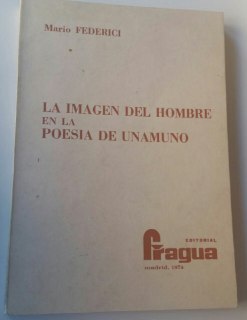 Mario FEDERICI
LA IMAGEN DEL HOMBRE
EN LA
POESIA DE UNAMUNO
EDITORIAL
Fragua
madrid, 1974